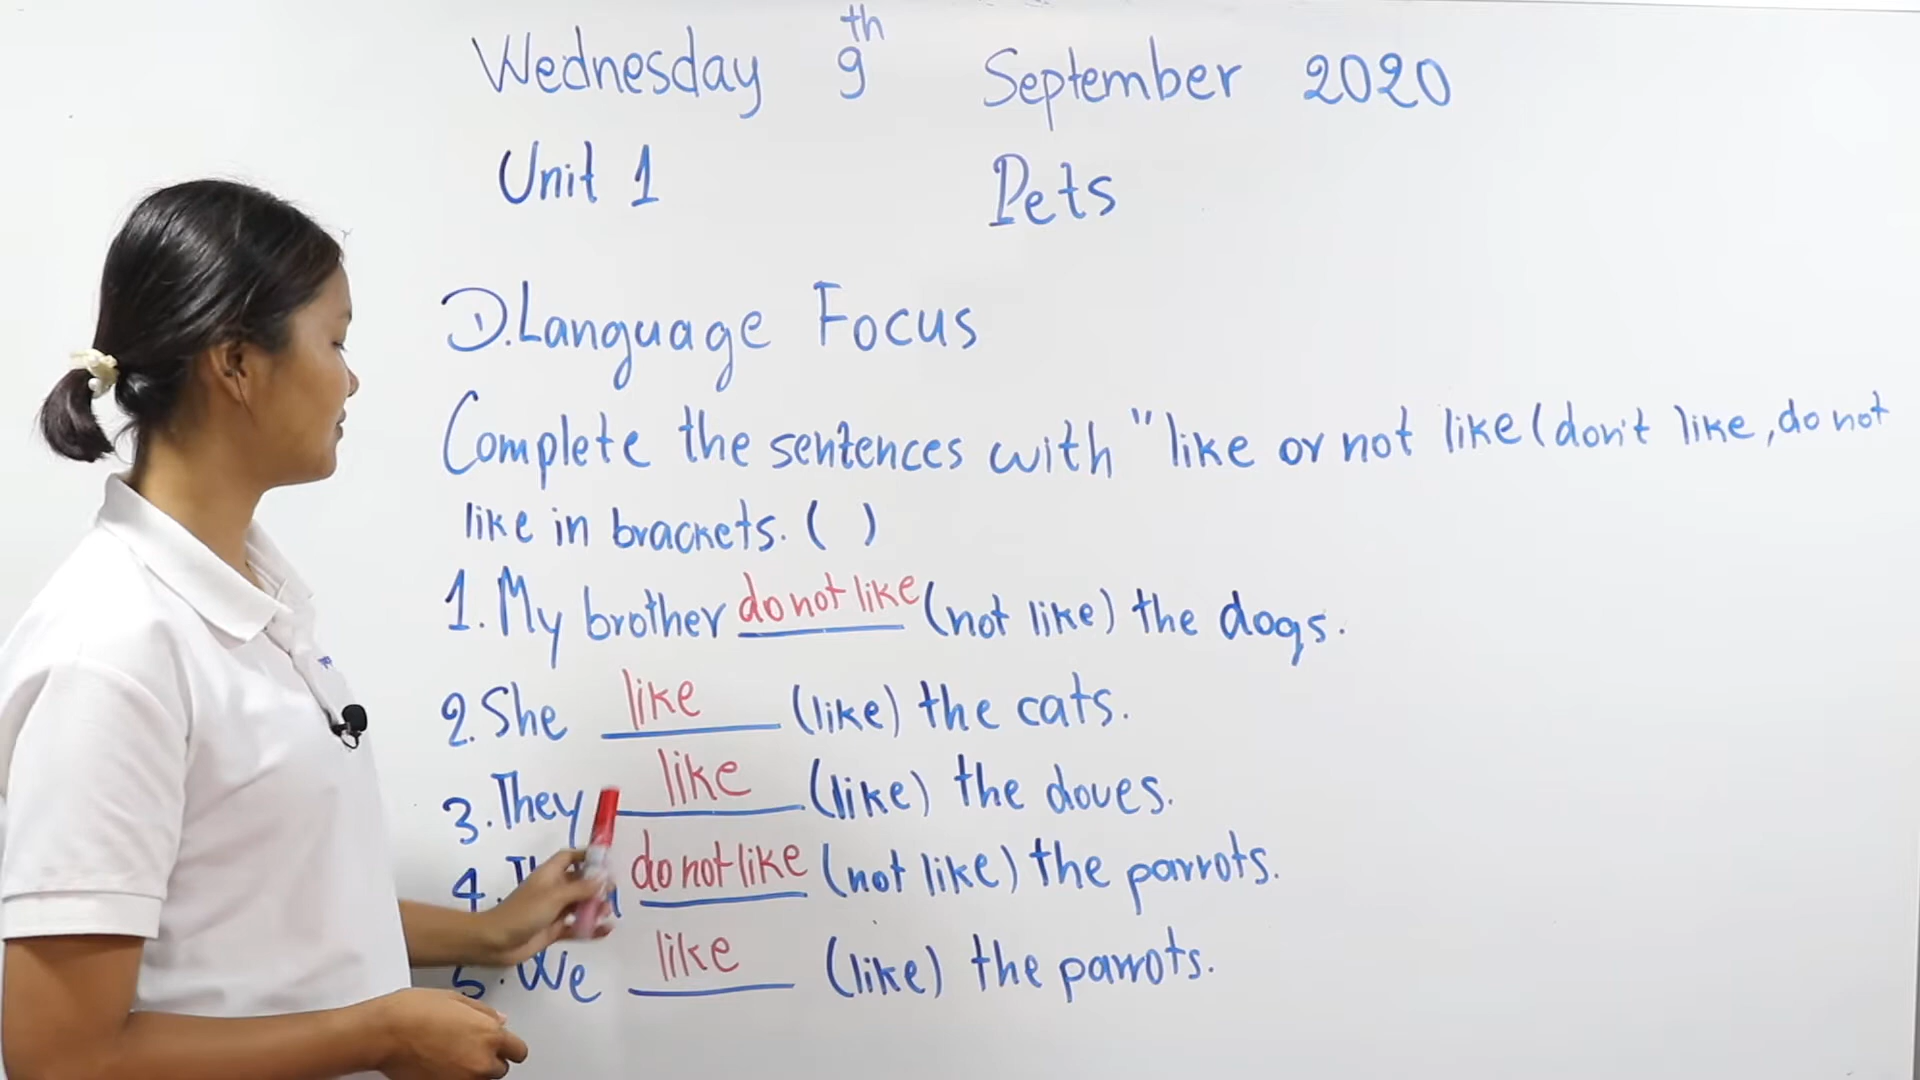 Wednesday 9th September 2020
Unit 1 Pets
D. Language Focus
Complete the sentences with "like or not like (don't like, do not
like in brackets. ( )
1. My brother do not like (not like) the dogs.
2. She like (like) the cats.
3. They like (like) the doves.
4. do not like (not like) the parrots.
5. We like (like) the parrots.